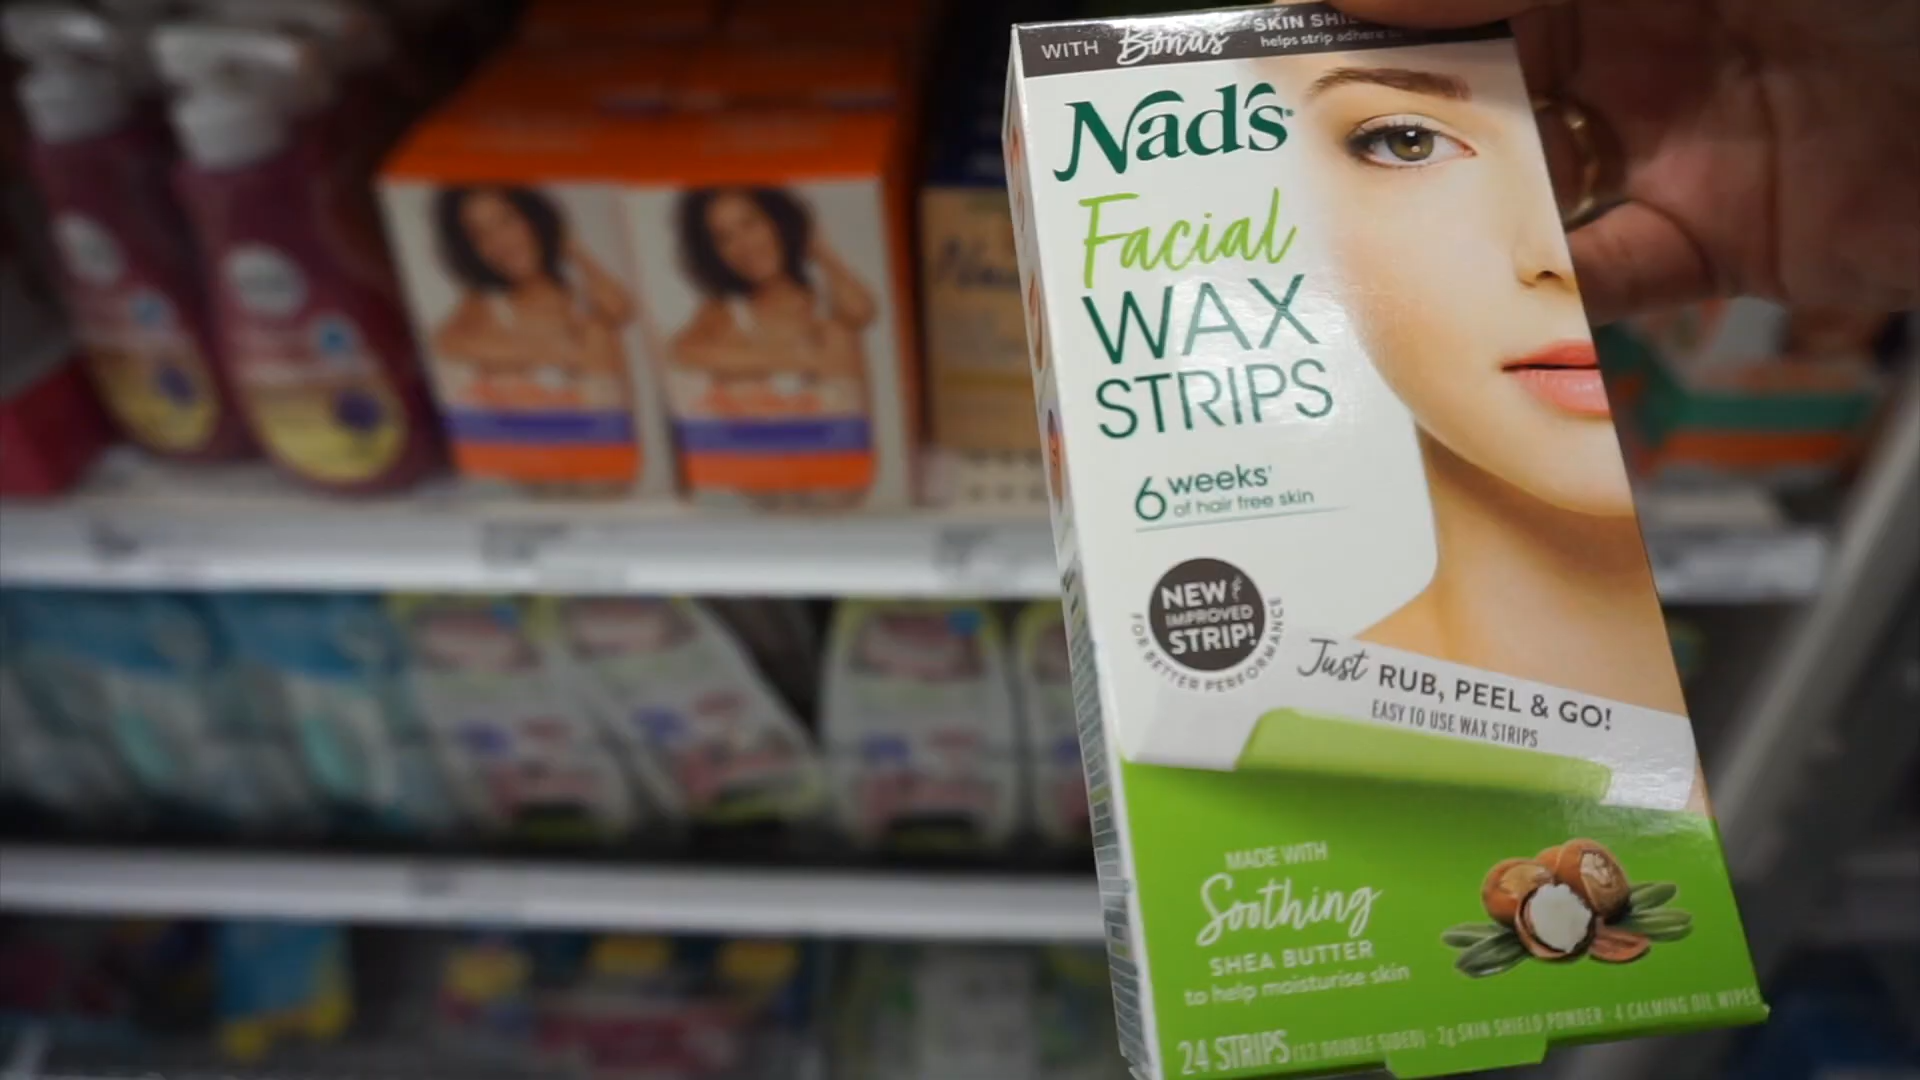 WITH Bonus
helps strip adhere
Nad's
Facial
WAX
STRIPS
6 weeks
of hair free skin
NEW &
IMPROVED
STRIP!
FOR BETTER PERFORMANCE
Just RUB, PEEL & GO!
EASY TO USE WAX STRIPS
MADE WITH
Soothing
SHEA BUTTER
to help moisturise skin
24 STRIPS (12 DOUBLE SIDED) · 2g SKIN SHIELD POWDER · 4 CALMING OIL WIPES